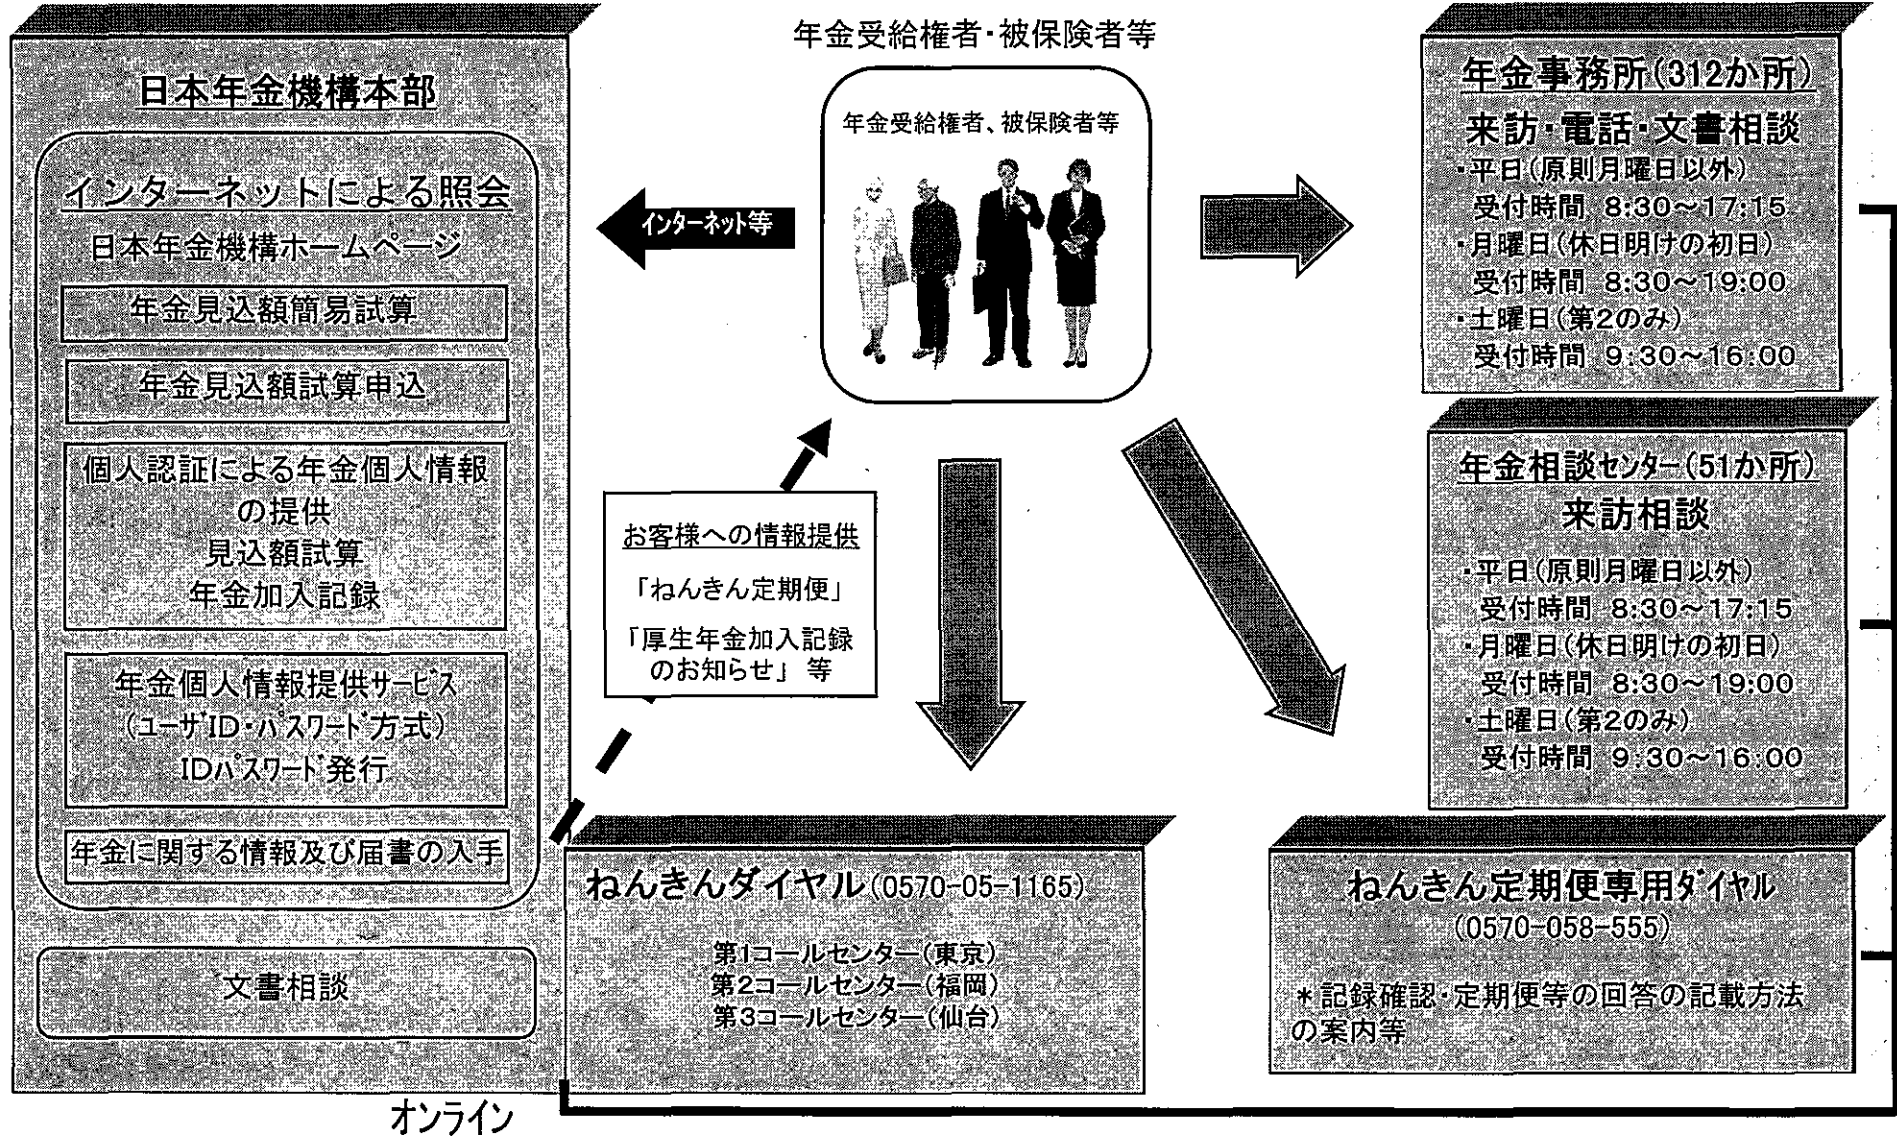 年金受給権者・被保険者等
年金受給権者、被保険者等
日本年金機構本部
インターネットによる照会
日本年金機構ホームページ
年金見込額簡易試算
年金見込額試算申込
個人認証による年金個人情報
の提供
見込額試算
年金加入記録
年金個人情報提供サービス
(ユーザID・パスワード方式)
IDパスワード発行
年金に関する情報及び届書の入手
文書相談
インターネット等
お客様への情報提供
「ねんきん定期便」
「厚生年金加入記録
のお知らせ」 等
年金事務所(312か所)
来訪・電話・文書相談
・平日(原則月曜日以外)
受付時間 8:30～17:15
・月曜日(休日明けの初日)
受付時間 8:30～19:00
・土曜日(第2のみ)
受付時間 9:30～16:00
年金相談センター(51か所)
来訪相談
・平日(原則月曜日以外)
受付時間 8:30～17:15
・月曜日(休日明けの初日)
受付時間 8:30～19:00
・土曜日(第2のみ)
受付時間 9:30～16:00
ねんきんダイヤル(0570-05-1165)
第1コールセンター(東京)
第2コールセンター(福岡)
第3コールセンター(仙台)
ねんきん定期便専用ダイヤル
(0570-058-555)
＊記録確認・定期便等の回答の記載方法
の案内等
オンライン